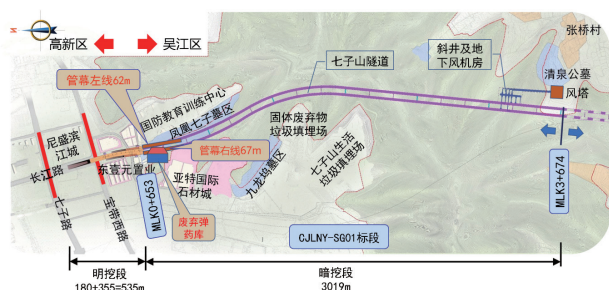 高新区
吴江区
管幕左线62m
国防教育训练中心
凤凰七子墓区
七子山隧道
斜井及地
下风机房
张桥村
清泉公墓
风塔
尼盛滨
江城
长江路
东壹元置业
管幕右线67m
固体废弃物
垃圾填埋场
七子山生活
垃圾填埋场
九龙坞墓区
亚特国际
石材城
七子路
宝带西路
MLK0+653
废弃弹
药库
MLK3+674
CJLNY-SG01标段
明挖段
180+355=535m
暗挖段
3019m